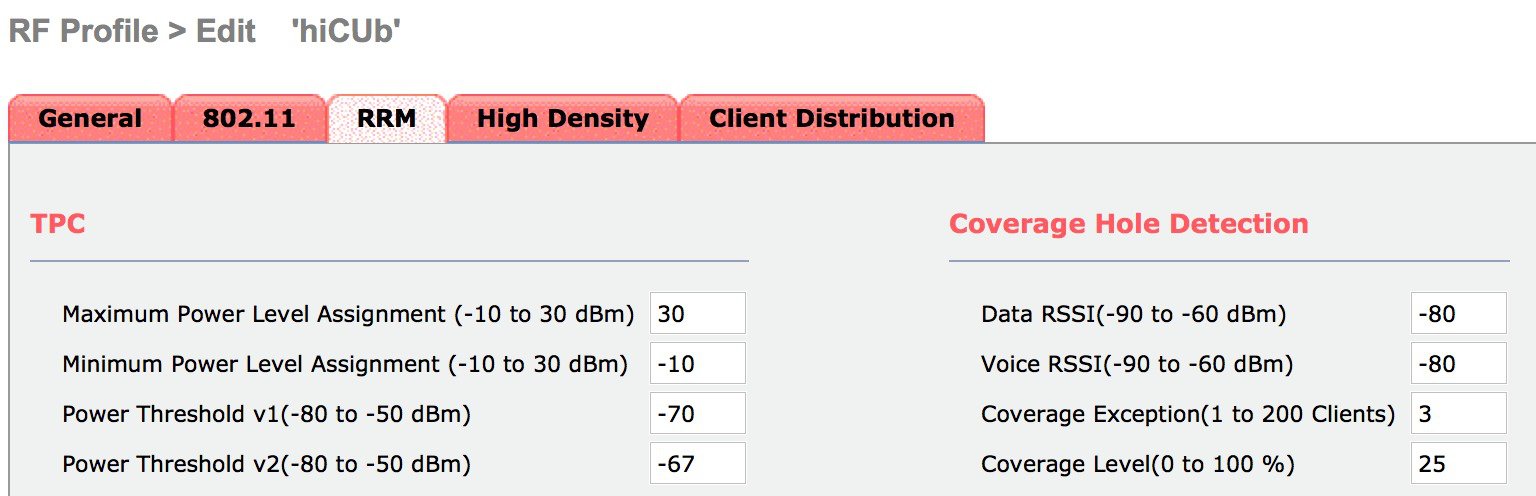 RF Profile > Edit 'hiCUb'
General 802.11 RRM High Density Client Distribution
TPC
Maximum Power Level Assignment (-10 to 30 dBm) 30
Minimum Power Level Assignment (-10 to 30 dBm) -10
Power Threshold v1(-80 to -50 dBm) -70
Power Threshold v2(-80 to -50 dBm) -67
Coverage Hole Detection
Data RSSI(-90 to -60 dBm) -80
Voice RSSI(-90 to -60 dBm) -80
Coverage Exception(1 to 200 Clients) 3
Coverage Level(0 to 100 %) 25